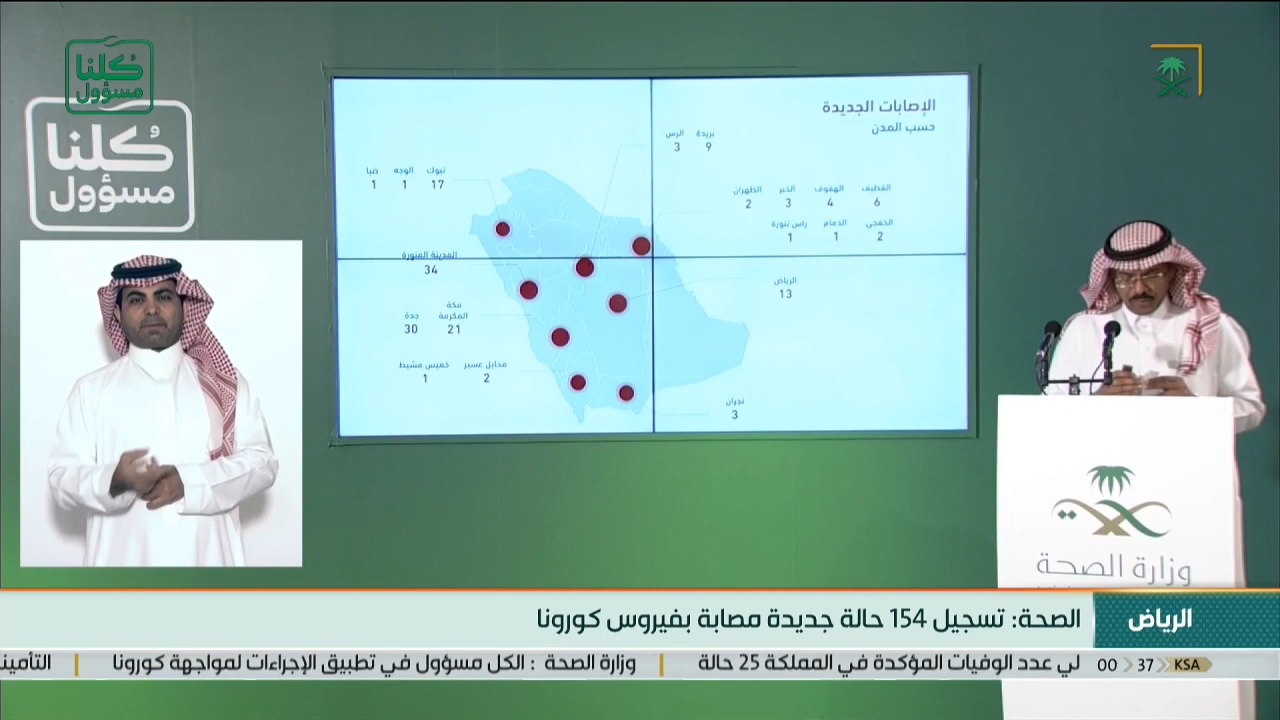 كُلنا
مسؤول
كُلنا
مسؤول
الإصابات الجديدة
حسب المدن
بريدة
9
الرس
3
تبوك
17
الوجه
1
ضبا
1
القطيف
6
الهفوف
4
الخبر
3
الظهران
2
الخفجي
2
الدمام
1
راس تنورة
1
المدينة المنورة
34
الرياض
13
مكة
المكرمة
21
جدة
30
محايل عسير
2
خميس مشيط
1
نجران
3
وزارة الصحة
الرياض
الصحة: تسجيل 154 حالة جديدة مصابة بفيروس كورونا
KSA 37 00
لي عدد الوفيات المؤكدة في المملكة 25 حالة | وزارة الصحة : الكل مسؤول في تطبيق الإجراءات لمواجهة كورونا | التأمين